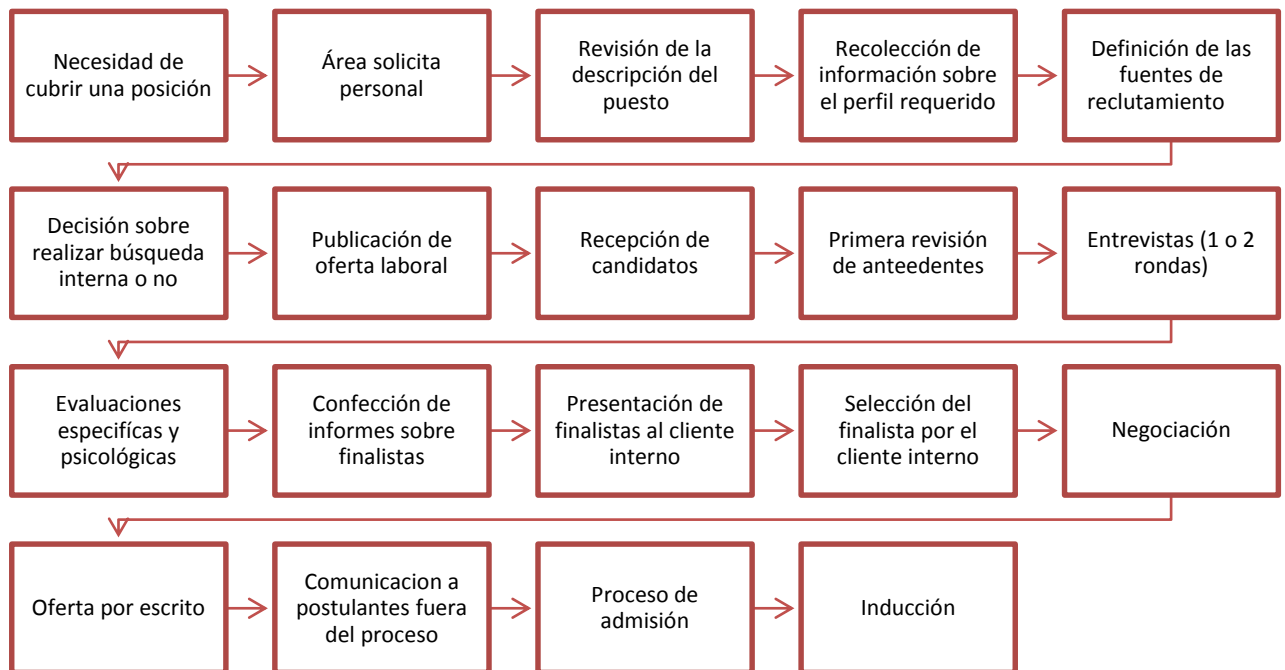 Necesidad de
cubrir una posición
Área solicita
personal
Revisión de la
descripción del
puesto
Recolección de
información sobre
el perfil requerido
Definición de las
fuentes de
reclutamiento
Decisión sobre
realizar búsqueda
interna o no
Publicación de
oferta laboral
Recepción de
candidatos
Primera revisión
de anteedentes
Entrevistas (1 o 2
rondas)
Evaluaciones
especifícas y
psicológicas
Confección de
informes sobre
finalistas
Presentación de
finalistas al cliente
interno
Selección del
finalista por el
cliente interno
Negociación
Oferta por escrito
Comunicacion a
postulantes fuera
del proceso
Proceso de
admisión
Inducción